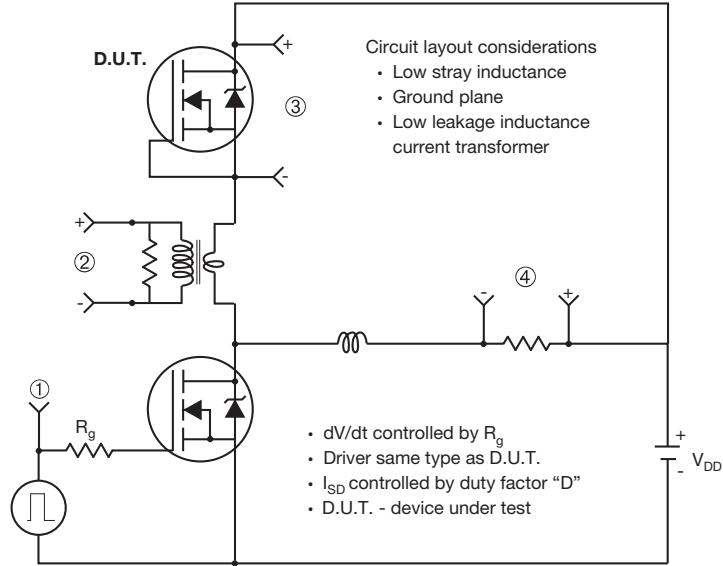 D.U.T.
+
-
③
Circuit layout considerations
• Low stray inductance
• Ground plane
• Low leakage inductance
current transformer
+
-
②
④
-
+
①
R_g
• dV/dt controlled by R_g
• Driver same type as D.U.T.
• I_SD controlled by duty factor “D”
• D.U.T. - device under test
+
-
V_DD